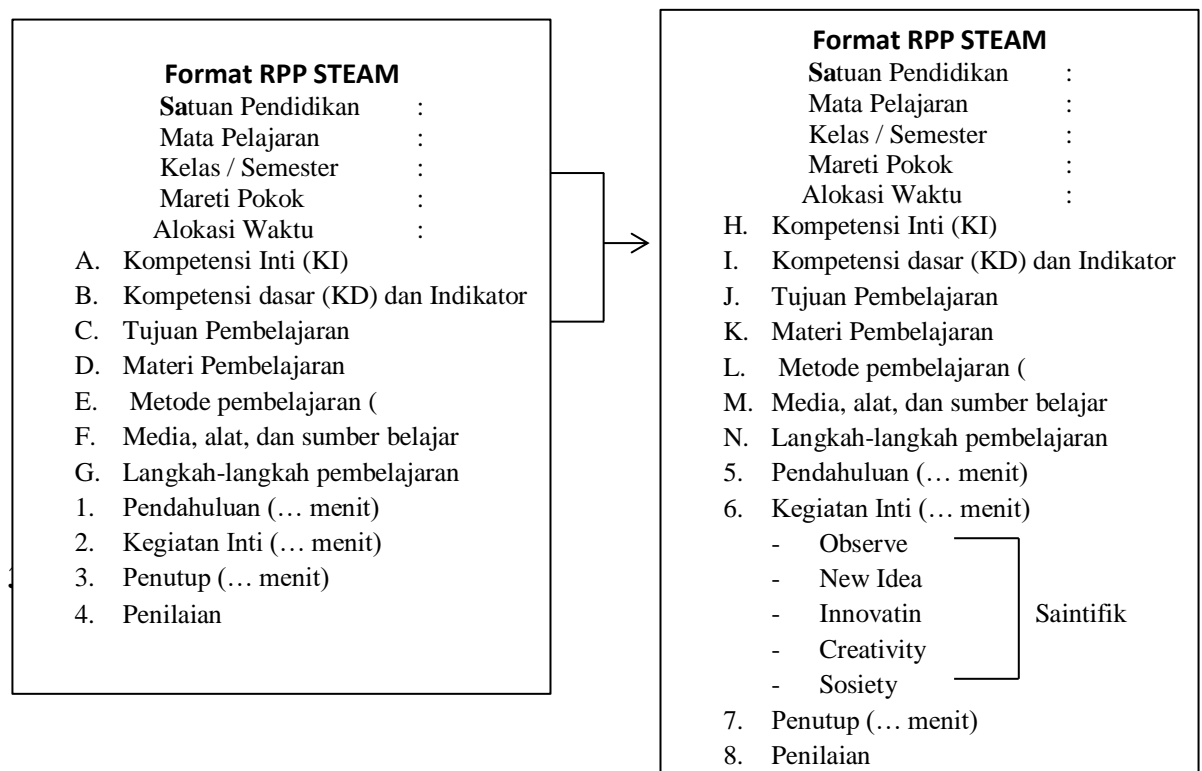 Format RPP STEAM
Satuan Pendidikan :
Mata Pelajaran :
Kelas / Semester :
Mareti Pokok :
Alokasi Waktu :
A. Kompetensi Inti (KI)
B. Kompetensi dasar (KD) dan Indikator
C. Tujuan Pembelajaran
D. Materi Pembelajaran
E. Metode pembelajaran (
F. Media, alat, dan sumber belajar
G. Langkah-langkah pembelajaran
1. Pendahuluan (… menit)
2. Kegiatan Inti (… menit)
3. Penutup (… menit)
4. Penilaian
Format RPP STEAM
Satuan Pendidikan :
Mata Pelajaran :
Kelas / Semester :
Mareti Pokok :
Alokasi Waktu :
H. Kompetensi Inti (KI)
I. Kompetensi dasar (KD) dan Indikator
J. Tujuan Pembelajaran
K. Materi Pembelajaran
L. Metode pembelajaran (
M. Media, alat, dan sumber belajar
N. Langkah-langkah pembelajaran
5. Pendahuluan (… menit)
6. Kegiatan Inti (… menit)
- Observe
- New Idea
- Innovatin
- Creativity
- Sosiety
Saintifik
7. Penutup (… menit)
8. Penilaian